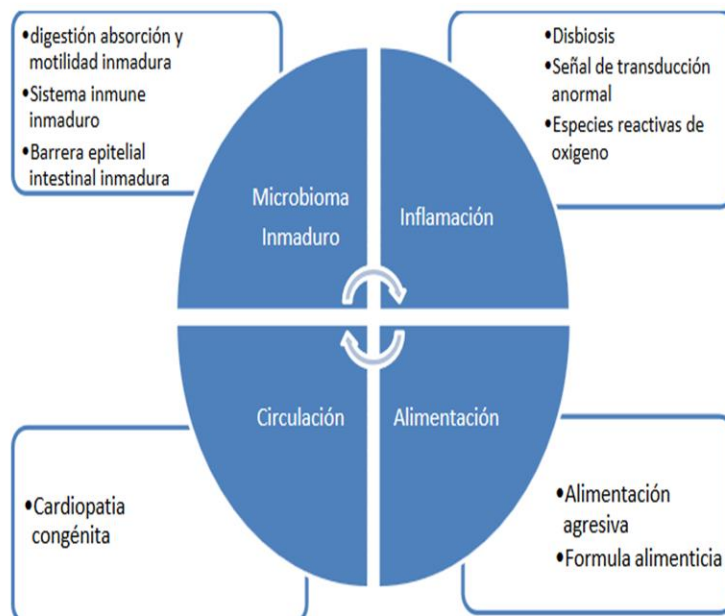 •digestión absorción y
motilidad inmadura
•Sistema inmune
inmaduro
•Barrera epitelial
intestinal inmadura
•Disbiosis
•Señal de transducción
anormal
•Especies reactivas de
oxigeno
Microbioma
Inmaduro
Inflamación
Circulación
Alimentación
•Cardiopatia
congénita
•Alimentación
agresiva
•Formula alimenticia